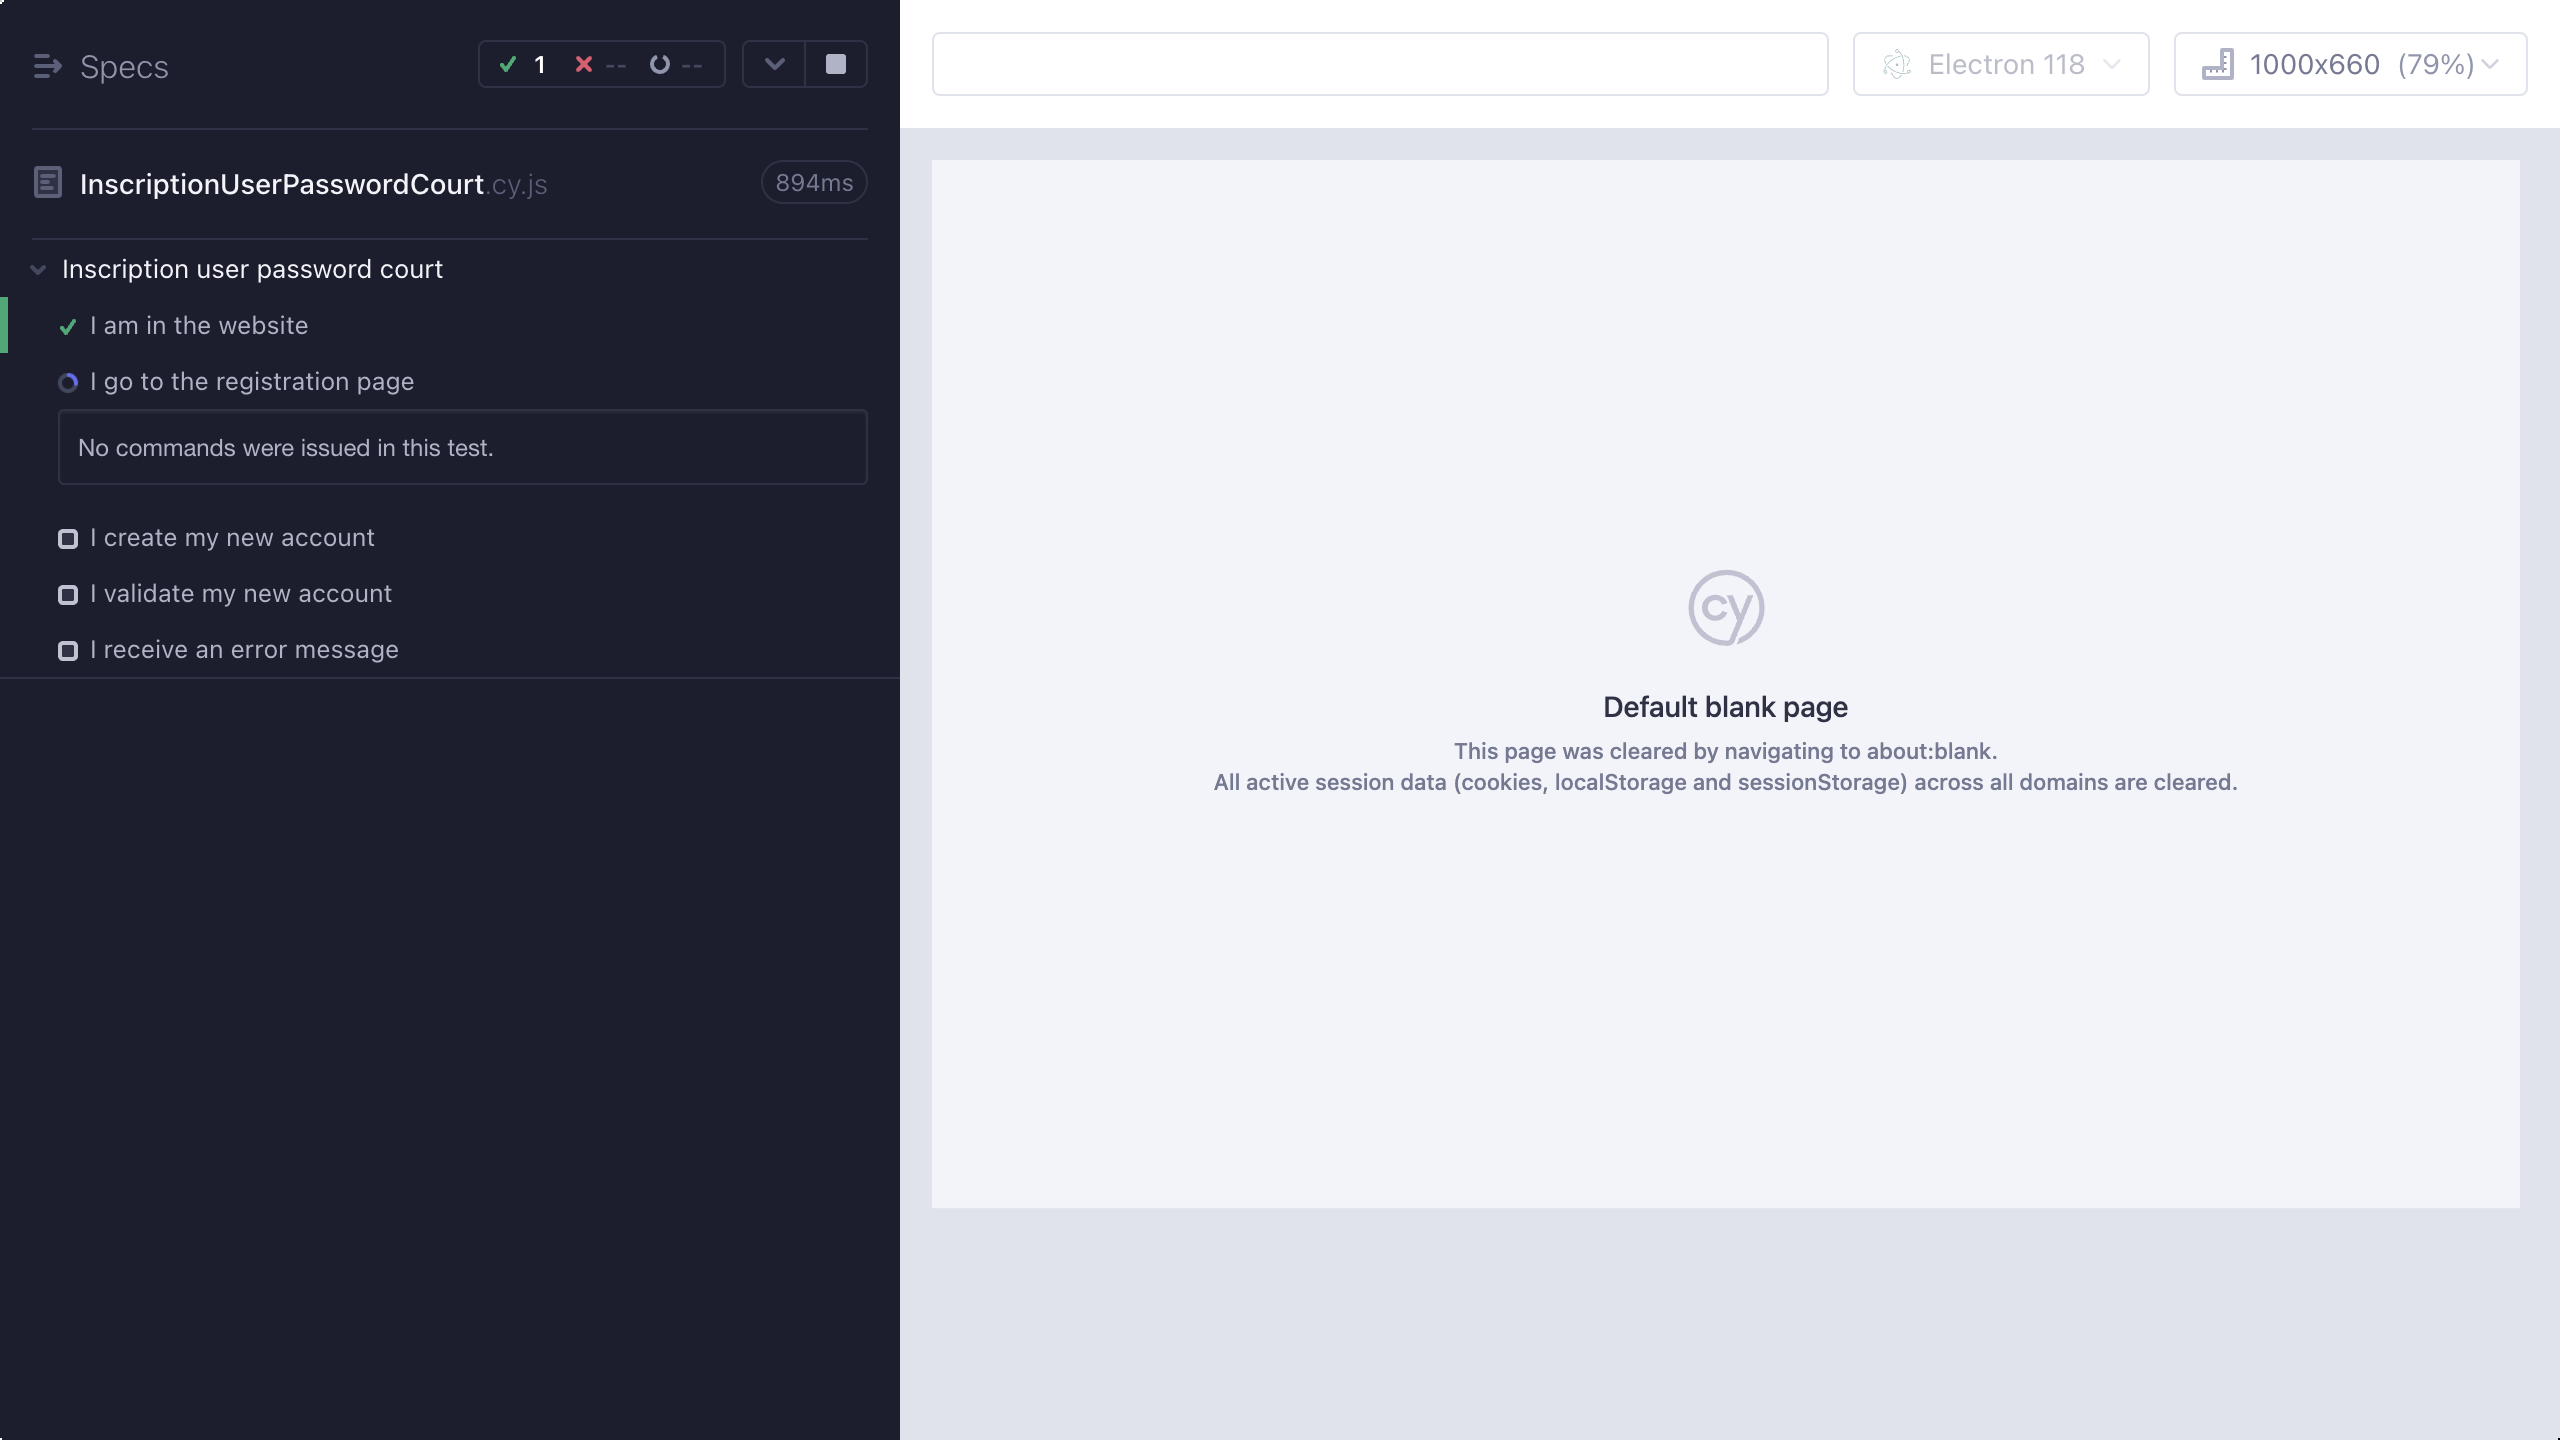 Specs
1 -- --
InscriptionUserPasswordCourt.cy.js
894ms
Inscription user password court
I am in the website
I go to the registration page
No commands were issued in this test.
I create my new account
I validate my new account
I receive an error message
Electron 118
1000x660 (79%)
cy
Default blank page
This page was cleared by navigating to about:blank.
All active session data (cookies, localStorage and sessionStorage) across all domains are cleared.